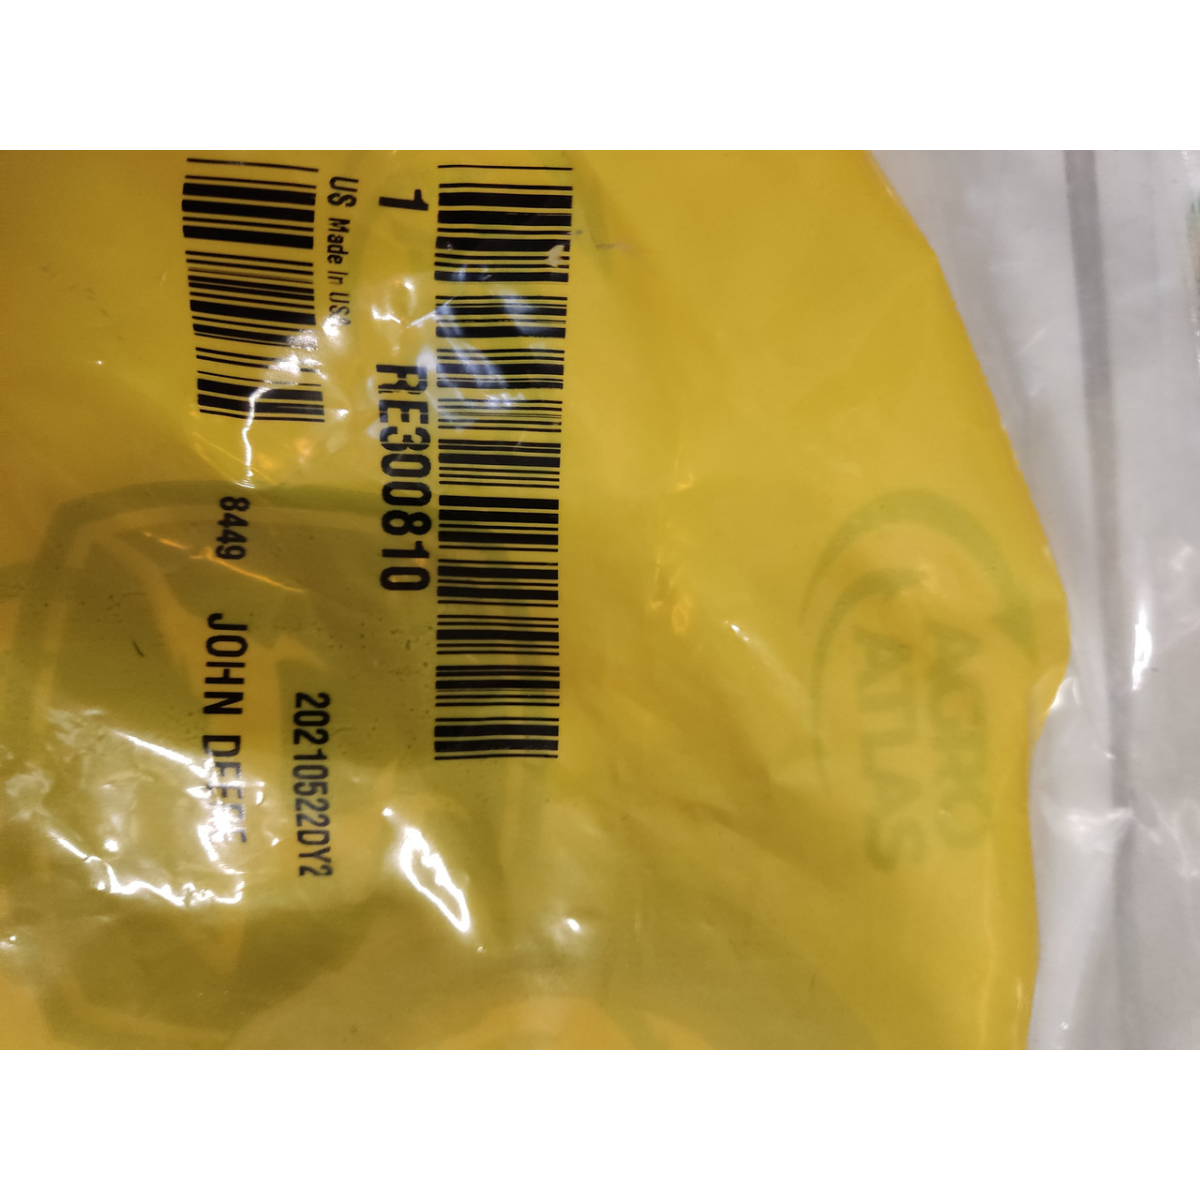 1 RE300810
US Made In USA
20210522DY2
8449 JOHN DEERE
AGRO
ATLAS